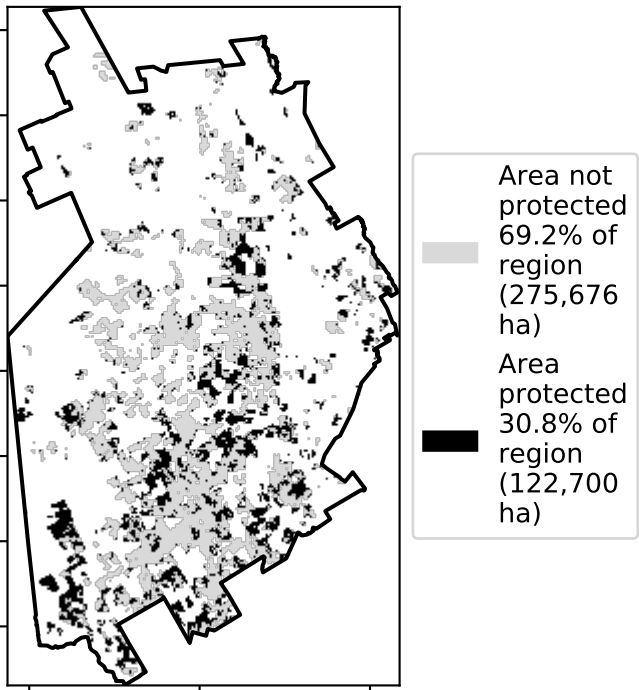 Area not
protected
69.2% of
region
(275,676
ha)
Area
protected
30.8% of
region
(122,700
ha)